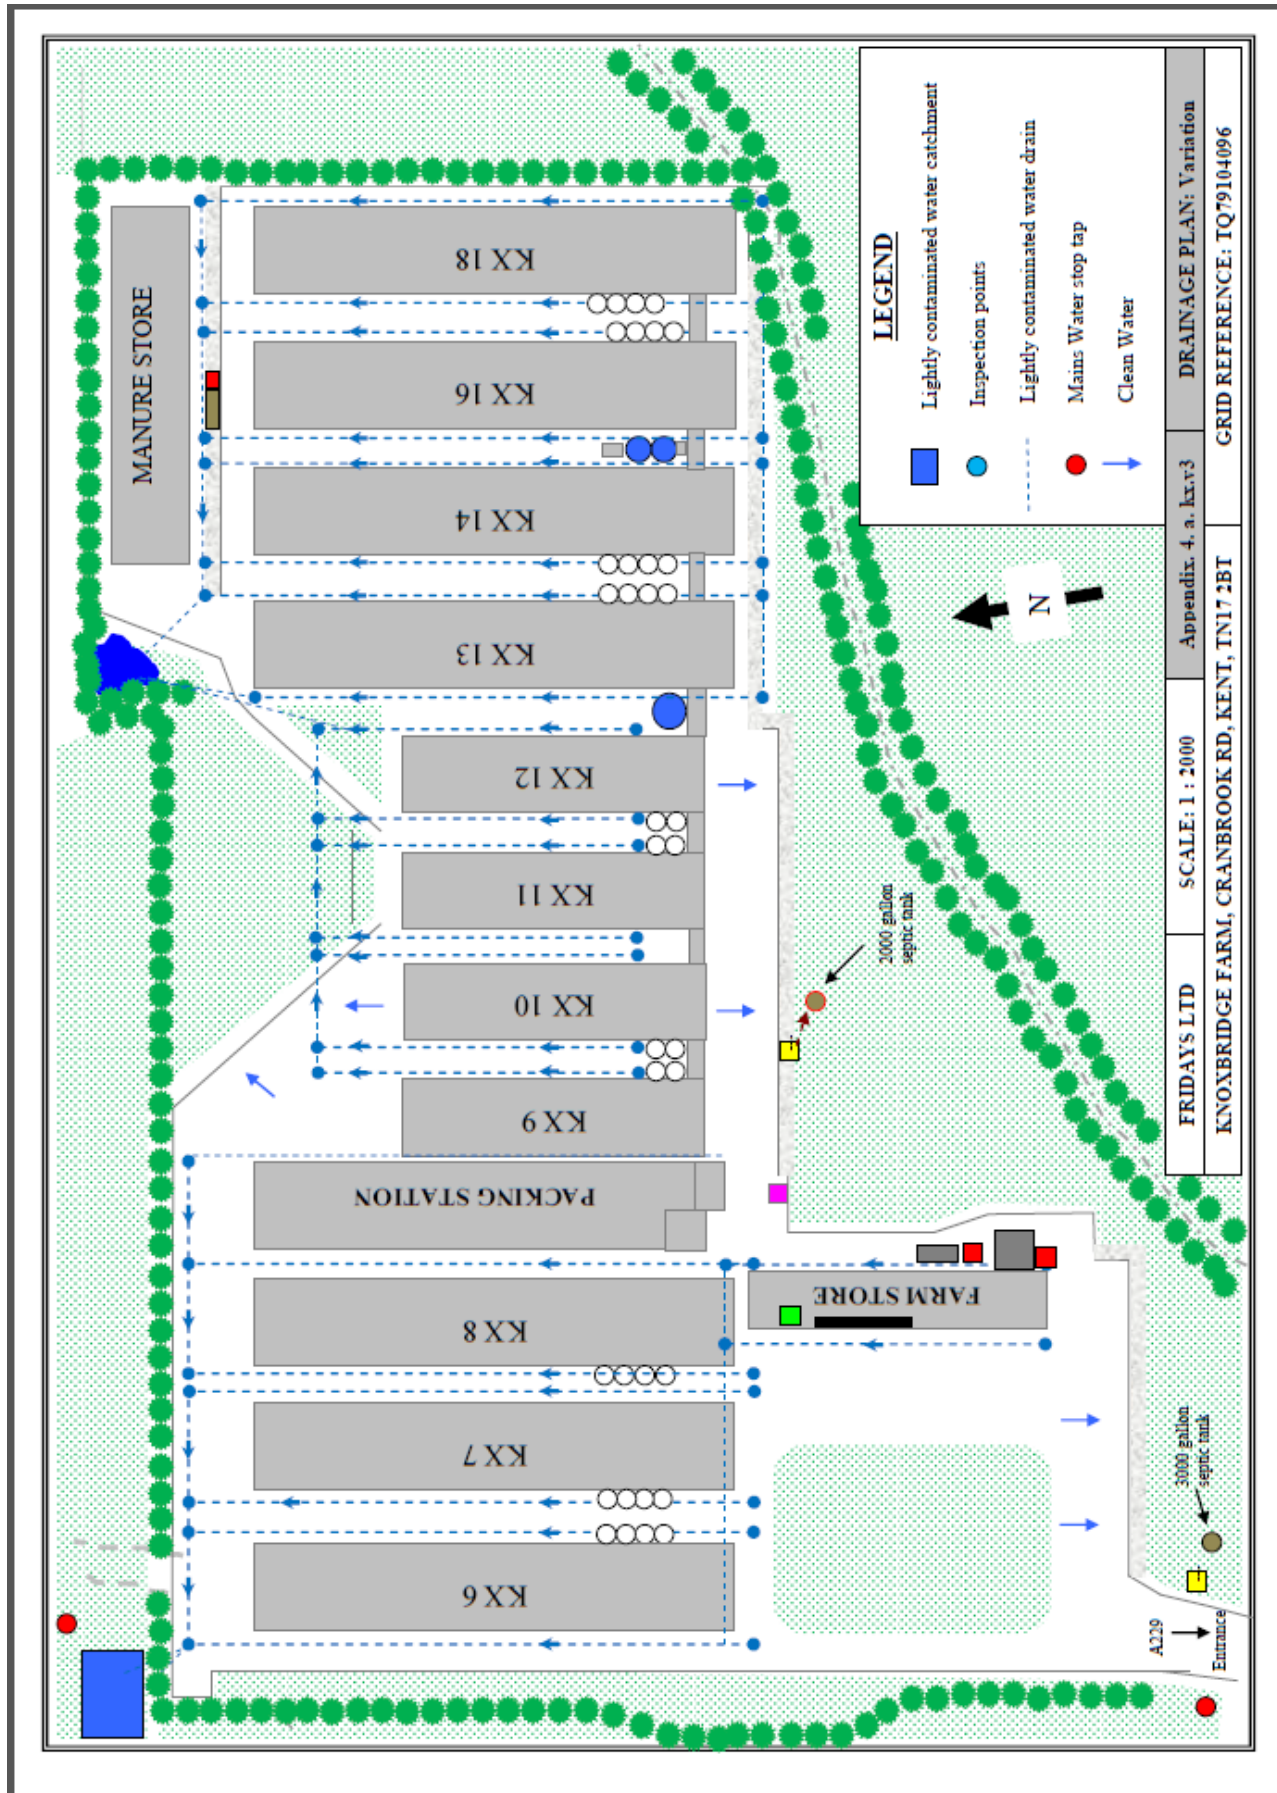 MANURE STORE
KX 18
KX 16
KX 14
KX 13
KX 12
KX 11
KX 10
KX 9
PACKING STATION
KX 8
KX 7
KX 6
FARM STORE
2000 gallon
septic tank
3000 gallon
septic tank
A229
Entrance
N
LEGEND
Lightly contaminated water catchment
Inspection points
Lightly contaminated water drain
Mains Water stop tap
Clean Water
FRIDAYS LTD
SCALE: 1 : 2000
Appendix. 4. a. kx.v3
DRAINAGE PLAN: Variation
KNOXBRIDGE FARM, CRANBROOK RD, KENT, TN17 2BT
GRID REFERENCE: TQ79104096